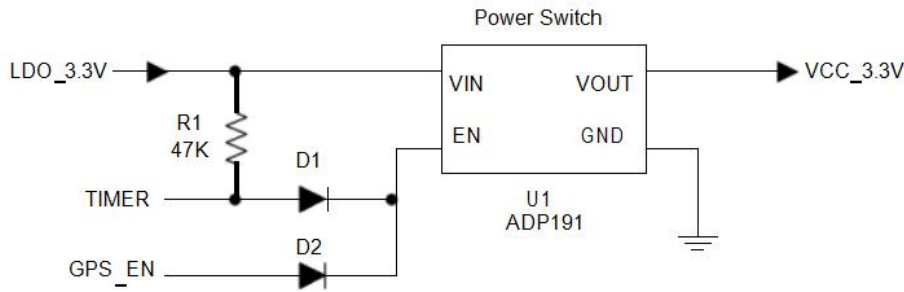 Power Switch
LDO_3.3V
VIN
VOUT
VCC_3.3V
R1
47K
EN
GND
D1
TIMER
U1
ADP191
D2
GPS_EN